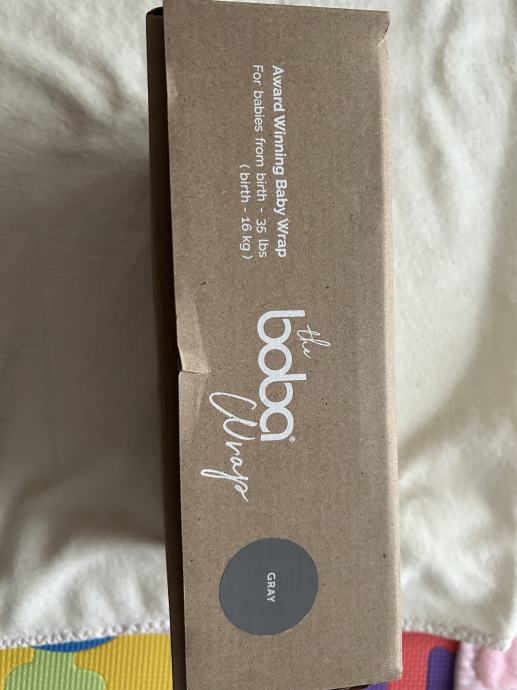 Award Winning Baby Wrap
For babies from birth - 35 lbs
( birth - 16 kg )
the
boba®
Wrap
GRAY